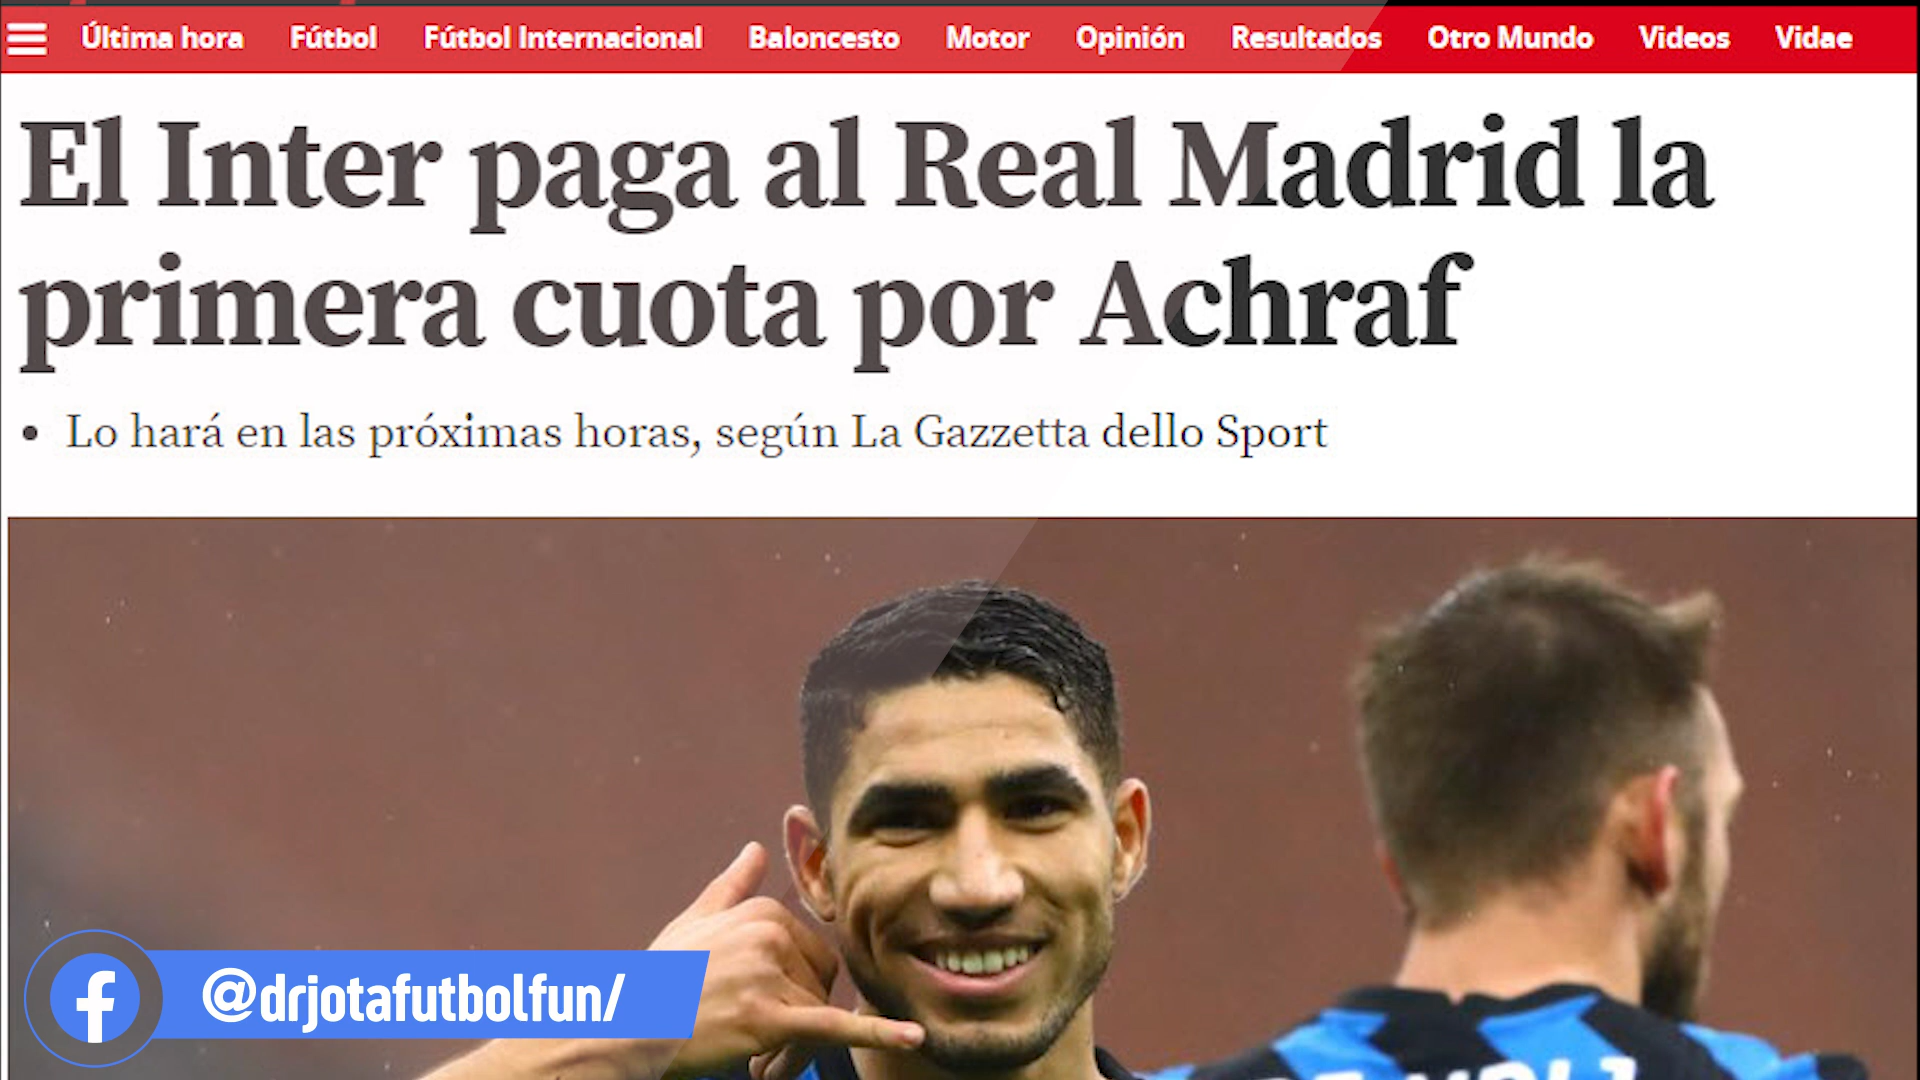 Última hora Fútbol Fútbol Internacional Baloncesto Motor Opinión Resultados Otro Mundo Videos Vidae
El Inter paga al Real Madrid la
primera cuota por Achraf
• Lo hará en las próximas horas, según La Gazzetta dello Sport
@drjotafutbolfun/